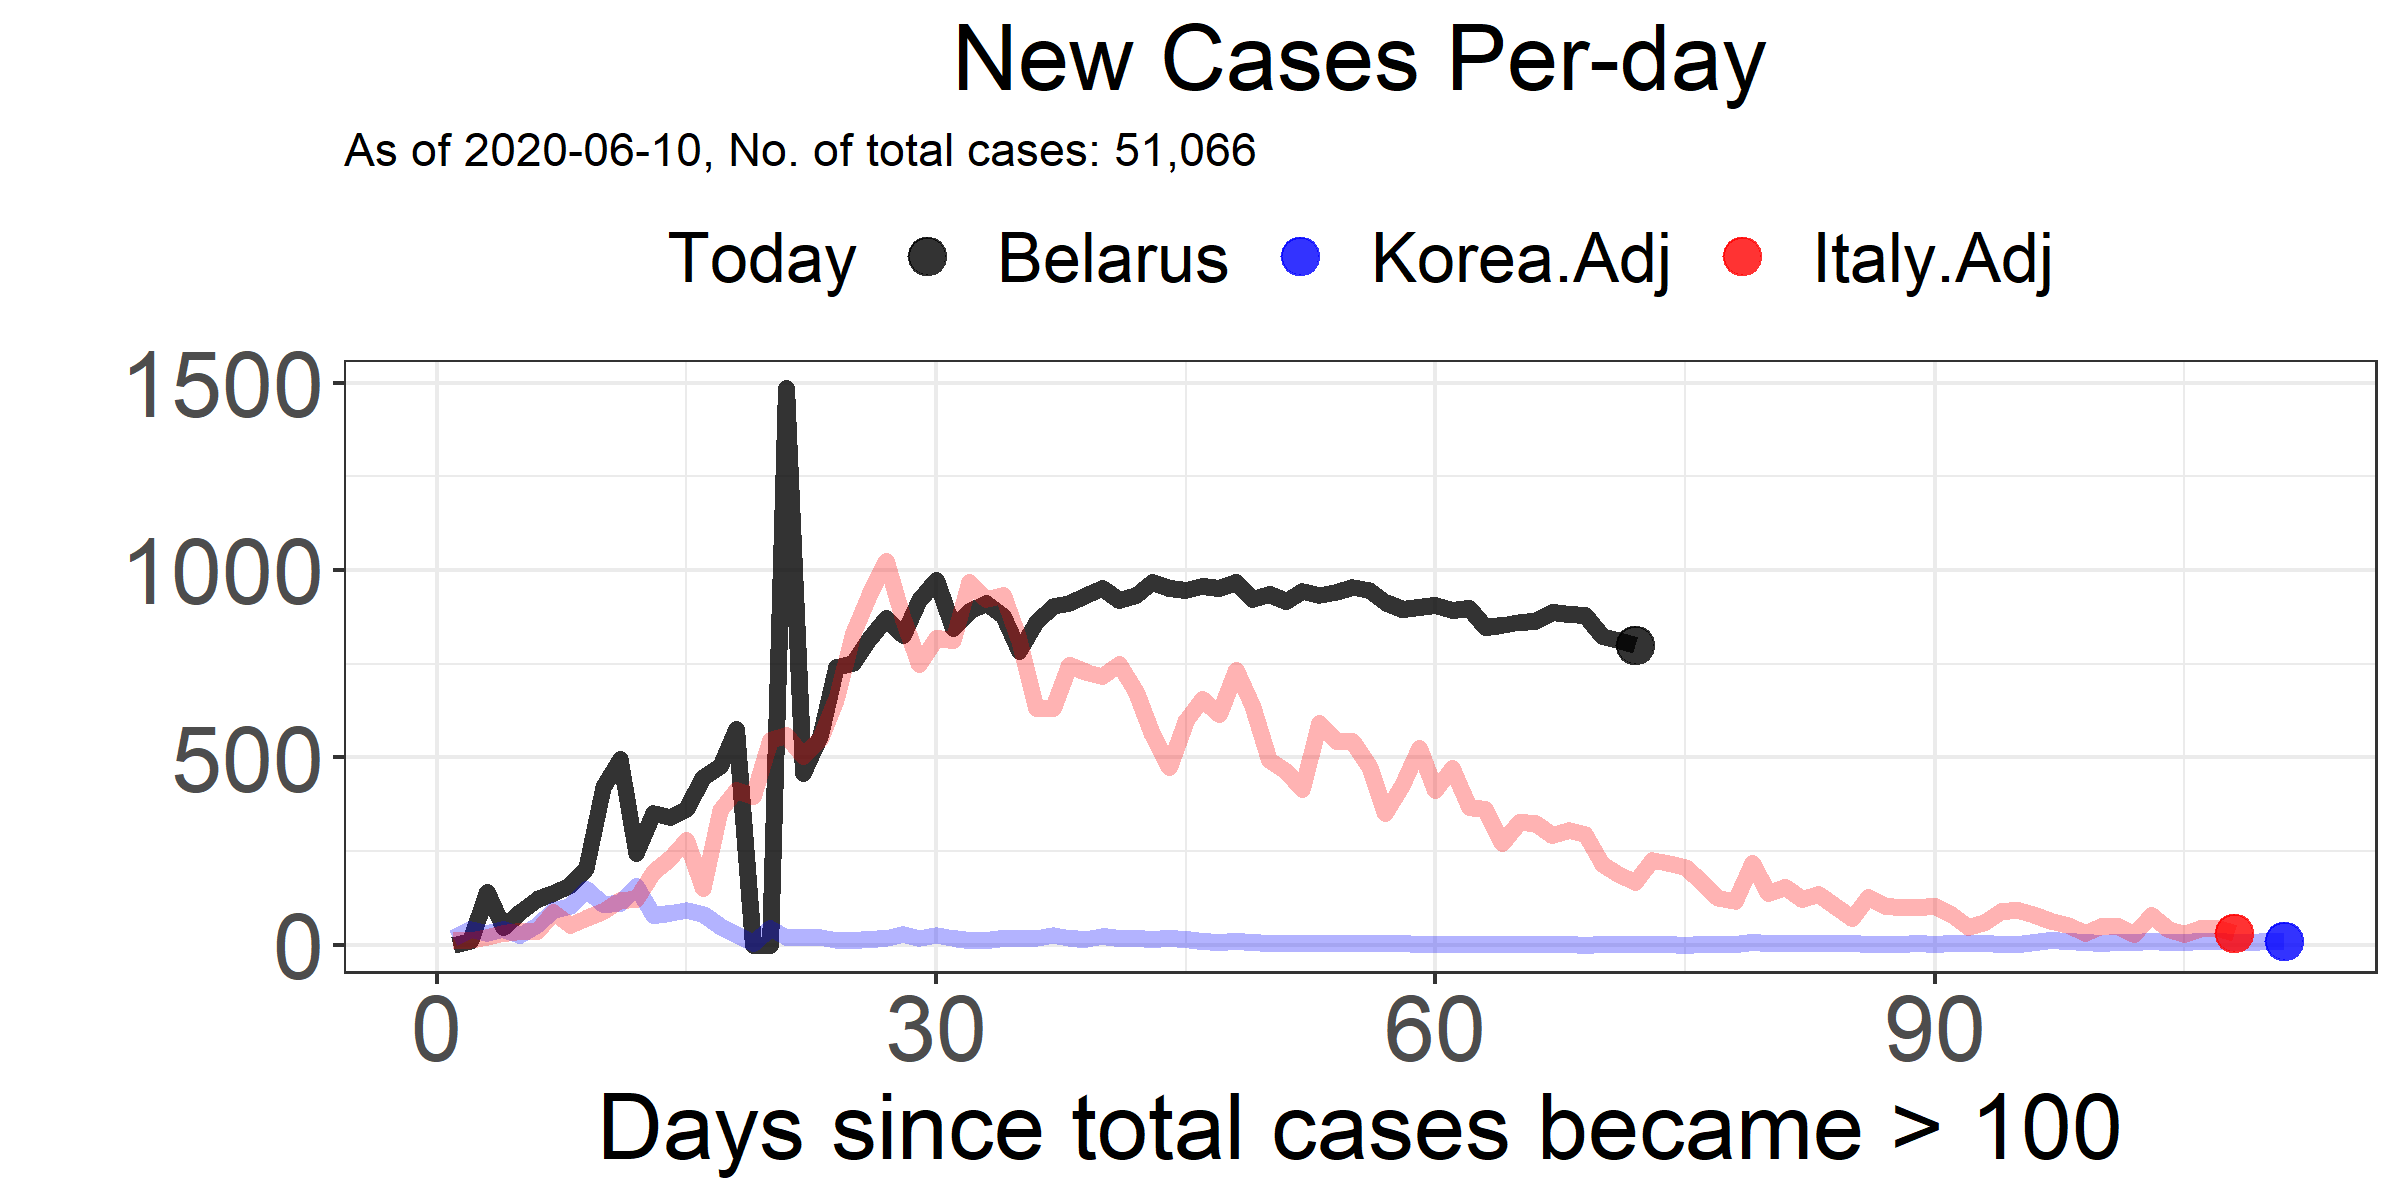 New Cases Per-day
As of 2020-06-10, No. of total cases: 51,066
Today Belarus Korea.Adj Italy.Adj
1500
1000
500
0
0 30 60 90
Days since total cases became > 100